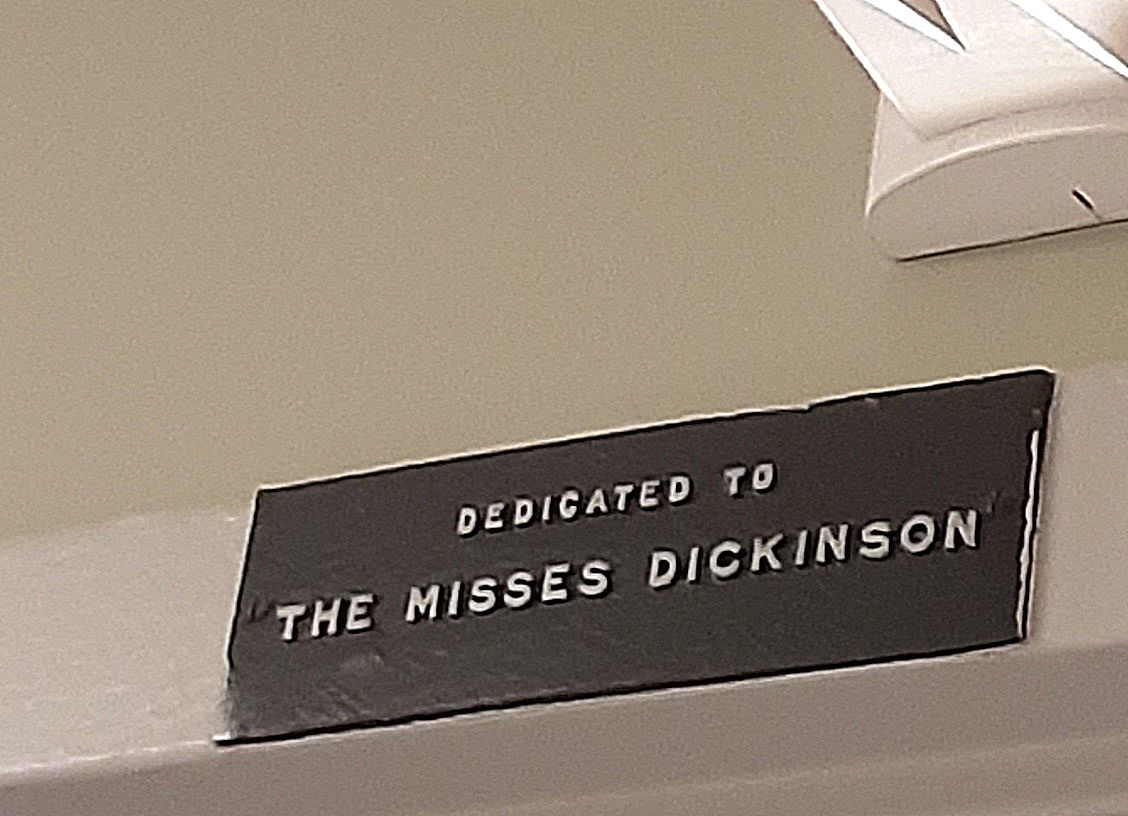 DEDICATED TO
THE MISSES DICKINSON